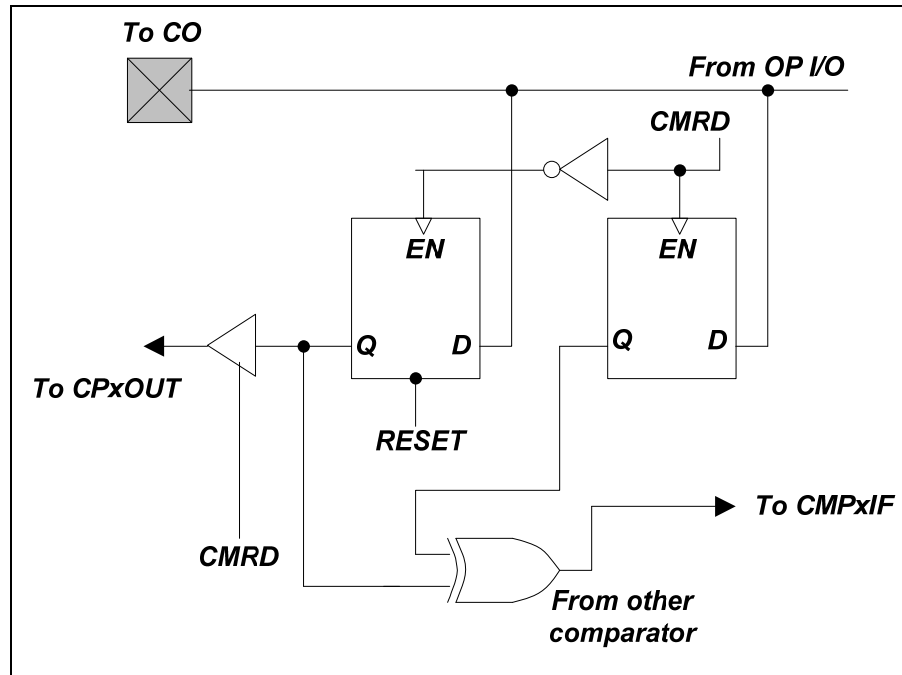 To CO
From OP I/O
CMRD
EN
EN
Q
D
Q
D
To CPxOUT
RESET
To CMPxIF
CMRD
From other
comparator